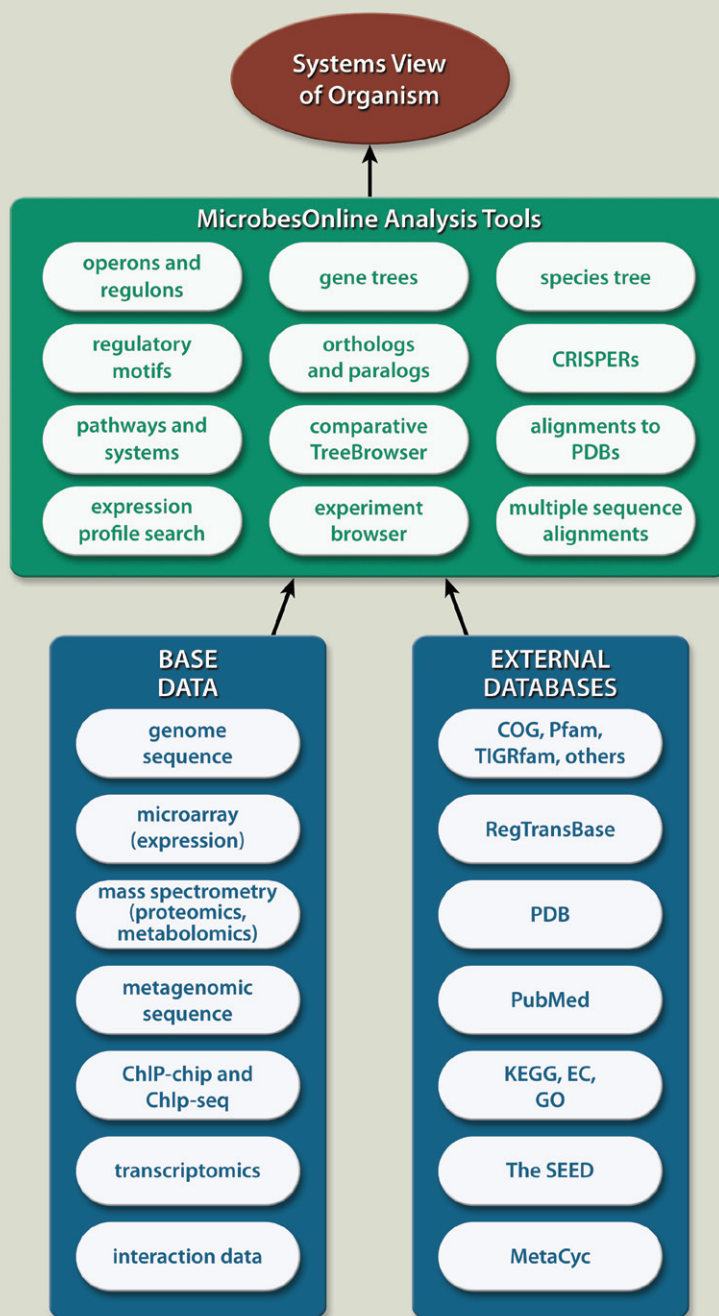 Systems View
of Organism
MicrobesOnline Analysis Tools
operons and
regulons
gene trees
species tree
regulatory
motifs
orthologs
and paralogs
CRISPERs
pathways and
systems
comparative
TreeBrowser
alignments to
PDBs
expression
profile search
experiment
browser
multiple sequence
alignments
BASE
DATA
genome
sequence
microarray
(expression)
mass spectrometry
(proteomics,
metabolomics)
metagenomic
sequence
ChIP-chip and
ChIp-seq
transcriptomics
interaction data
EXTERNAL
DATABASES
COG, Pfam,
TIGRfam, others
RegTransBase
PDB
PubMed
KEGG, EC,
GO
The SEED
MetaCyc